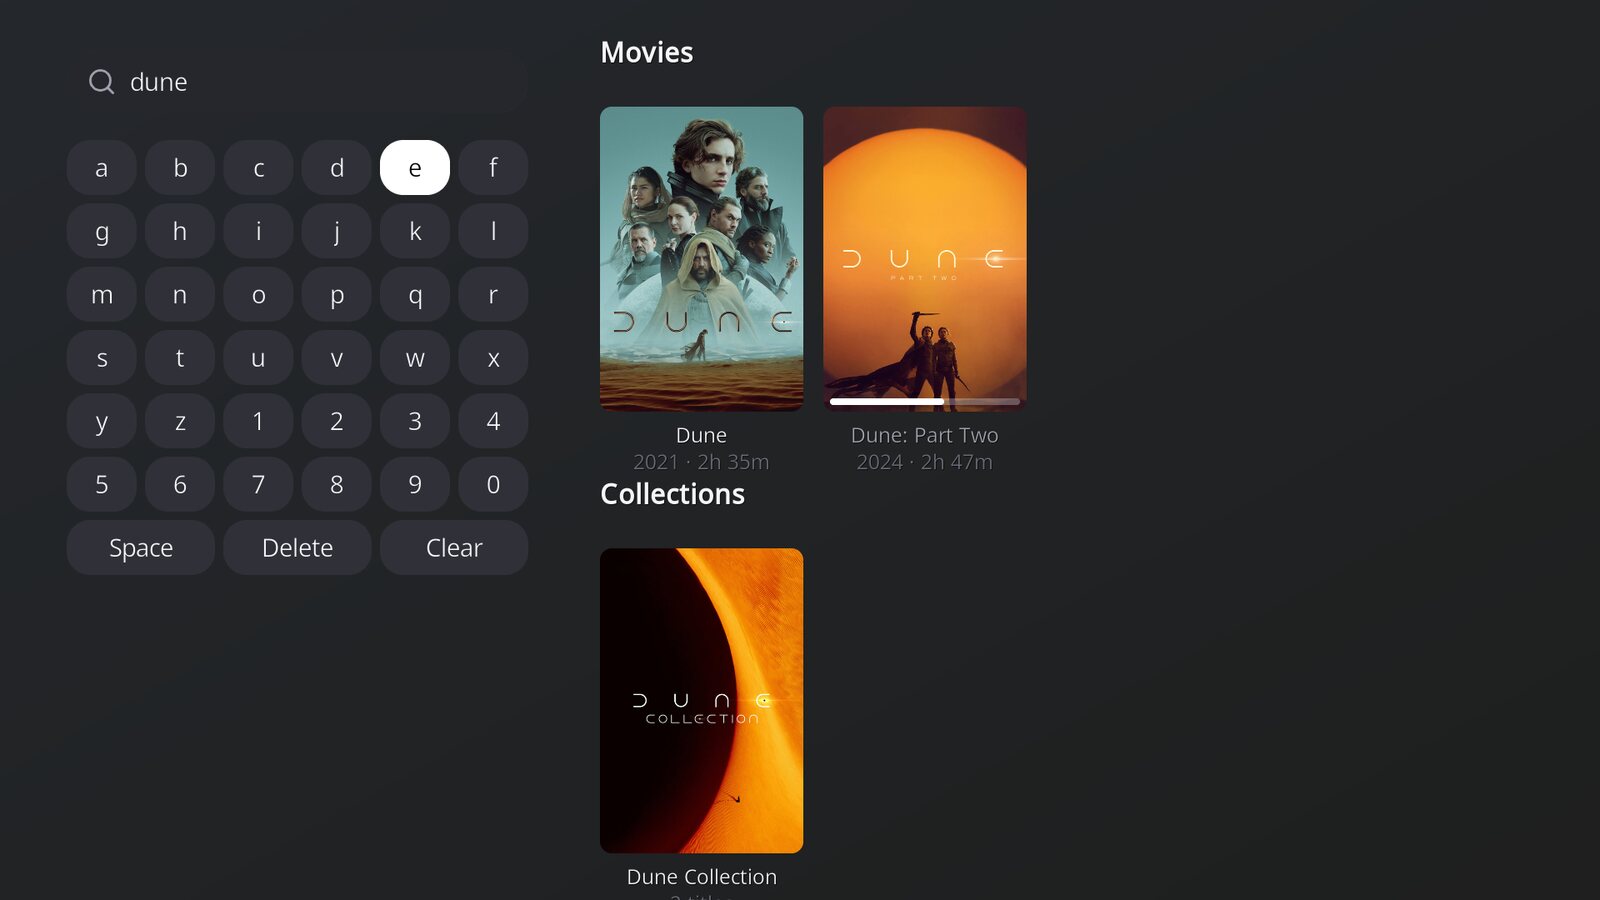 dune
a b c d e f
g h i j k l
m n o p q r
s t u v w x
y z 1 2 3 4
5 6 7 8 9 0
Space Delete Clear
Movies
DUNE
DUNE
PART TWO
Dune
2021 · 2h 35m
Dune: Part Two
2024 · 2h 47m
Collections
DUNE
COLLECTION
Dune Collection